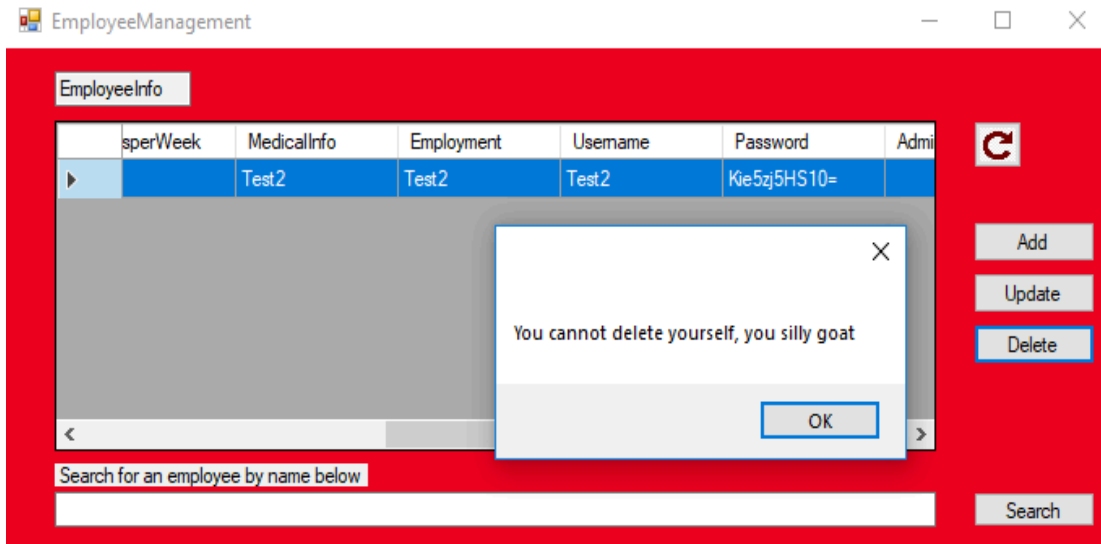 EmployeeManagement
EmployeeInfo
sperWeek MedicalInfo Employment Username Password Admi
Test2 Test2 Test2 Kie5zj5HS10=
Add
Update
You cannot delete yourself, you silly goat
Delete
OK
Search for an employee by name below
Search